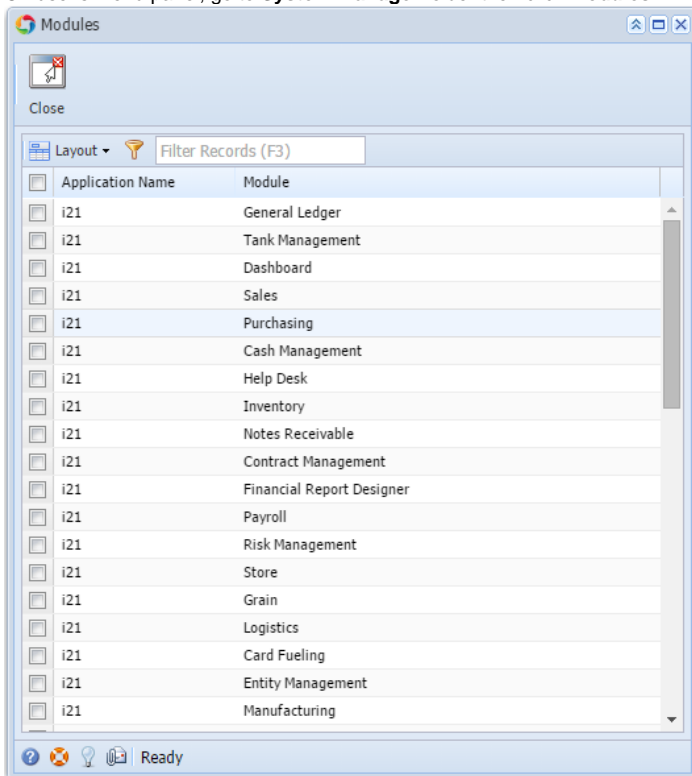 Modules
Close
Layout Filter Records (F3)
Application Name Module
i21 General Ledger
i21 Tank Management
i21 Dashboard
i21 Sales
i21 Purchasing
i21 Cash Management
i21 Help Desk
i21 Inventory
i21 Notes Receivable
i21 Contract Management
i21 Financial Report Designer
i21 Payroll
i21 Risk Management
i21 Store
i21 Grain
i21 Logistics
i21 Card Fueling
i21 Entity Management
i21 Manufacturing
Ready